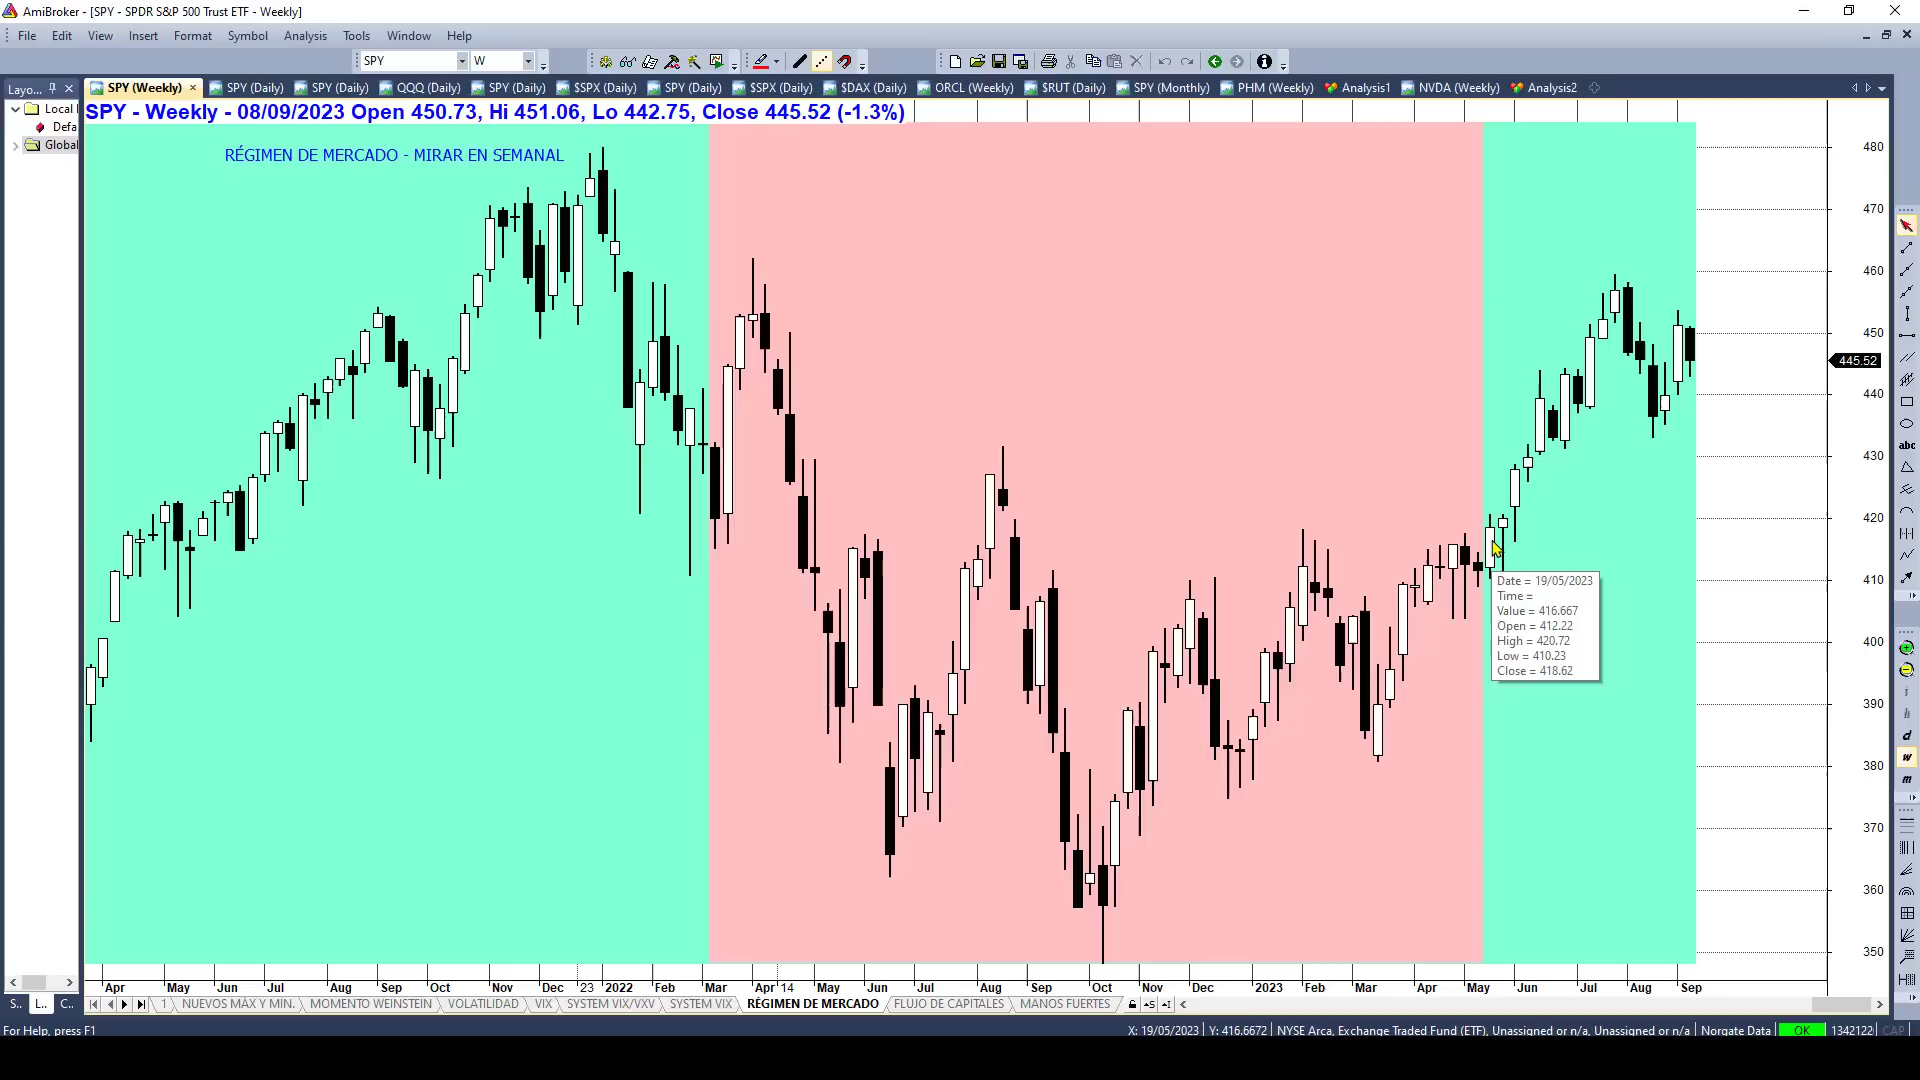 AmiBroker - [SPY - SPDR S&P 500 Trust ETF - Weekly]
File Edit View Insert Format Symbol Analysis Tools Window Help
SPY W
Layo... SPY (Weekly) SPY (Daily) SPY (Daily) QQQ (Daily) SPY (Daily) $SPX (Daily) SPY (Daily) $SPX (Daily) $DAX (Daily) ORCL (Weekly) $RUT (Daily) SPY (Monthly) PHM (Weekly) Analysis1 NVDA (Weekly) Analysis2
Local
Defa
Global
SPY - Weekly - 08/09/2023 Open 450.73, Hi 451.06, Lo 442.75, Close 445.52 (-1.3%)
RÉGIMEN DE MERCADO - MIRAR EN SEMANAL
480
470
460
450
445.52
440
430
420
410
400
390
380
370
360
350
Date = 19/05/2023
Time =
Value = 416.667
Open = 412.22
High = 420.72
Low = 410.23
Close = 418.62
abc
i
h
d
w
m
Apr May Jun Jul Aug Sep Oct Nov Dec 23 2022 Feb Mar Apr 14 May Jun Jul Aug Sep Oct Nov Dec 2023 Feb Mar Apr May Jun Jul Aug Sep
S.. L.. C.. 1 NUEVOS MÁX Y MIN. MOMENTO WEINSTEIN VOLATILIDAD VIX SYSTEM VIX/VXV SYSTEM VIX RÉGIMEN DE MERCADO FLUJO DE CAPITALES MANOS FUERTES
For Help, press F1 X: 19/05/2023 Y: 416.6672 NYSE Arca, Exchange Traded Fund (ETF), Unassigned or n/a, Unassigned or n/a Norgate Data OK 1342122 CAP